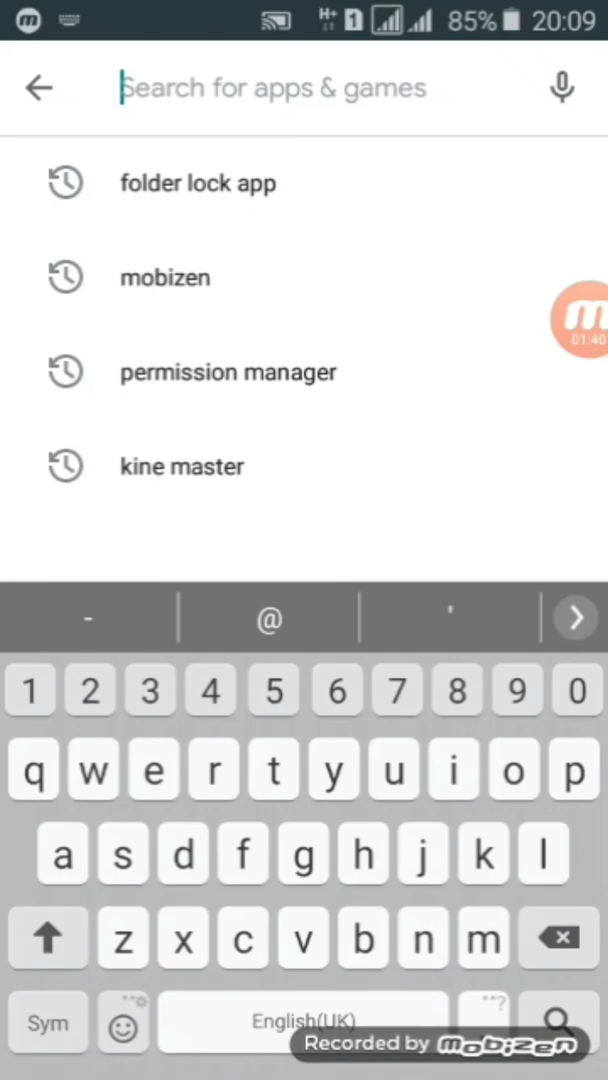 m H+ 1 85% 20:09
Search for apps & games
folder lock app
mobizen
m
01:40
permission manager
kine master
- @ '
1 2 3 4 5 6 7 8 9 0
q w e r t y u i o p
a s d f g h j k l
z x c v b n m
Sym English(UK) ?
Recorded by mobizen